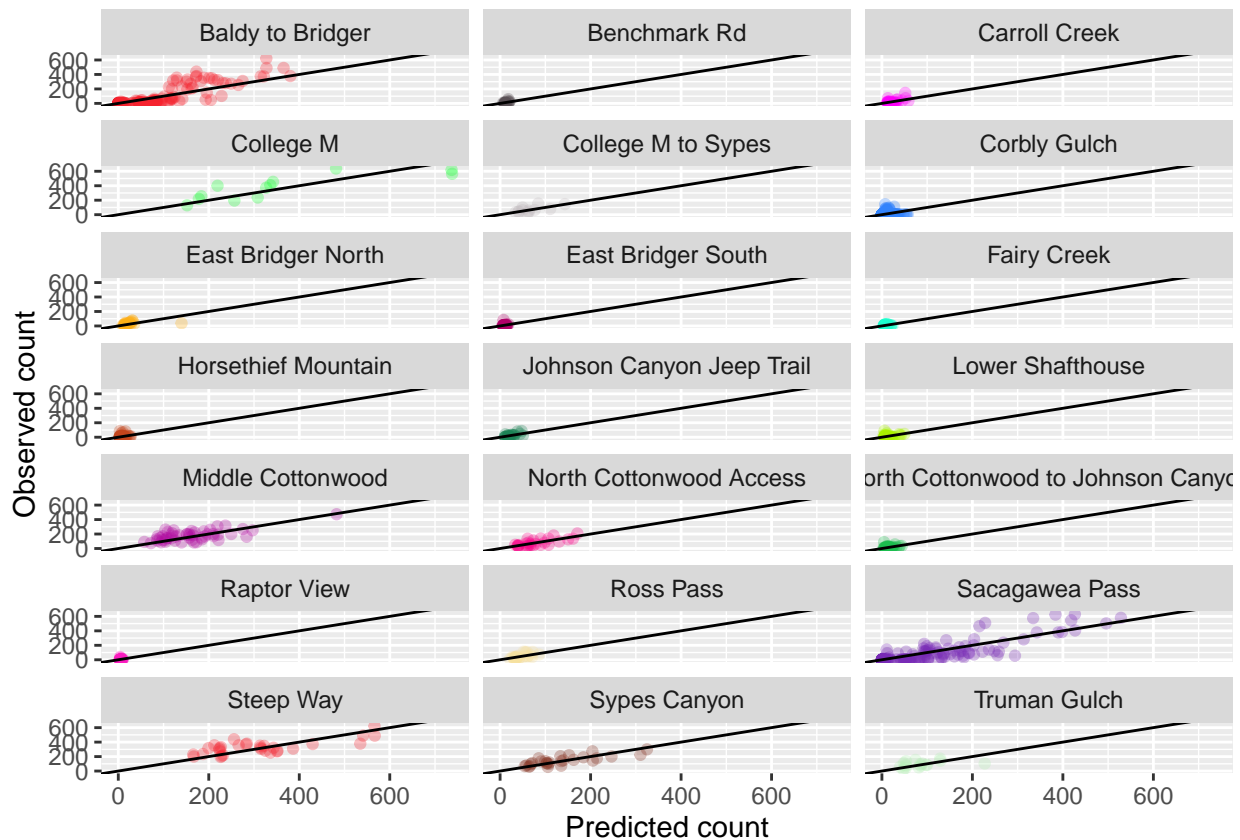 Baldy to Bridger
Benchmark Rd
Carroll Creek
600
400
200
0
College M
College M to Sypes
Corbly Gulch
600
400
200
0
East Bridger North
East Bridger South
Fairy Creek
600
400
200
0
Horsethief Mountain
Johnson Canyon Jeep Trail
Lower Shafthouse
600
400
200
0
Middle Cottonwood
North Cottonwood Access
orth Cottonwood to Johnson Canyo
600
400
200
0
Raptor View
Ross Pass
Sacagawea Pass
600
400
200
0
Steep Way
Sypes Canyon
Truman Gulch
600
400
200
0
0 200 400 600
0 200 400 600
0 200 400 600
Predicted count
Observed count